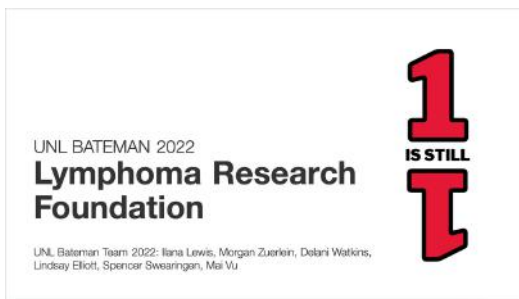 UNL BATEMAN 2022
Lymphoma Research
Foundation
UNL Bateman Team 2022: Ilana Lewis, Morgan Zuerlein, Delani Watkins,
Lindsay Elliott, Spencer Swearingen, Mai Vu
1
IS STILL
1